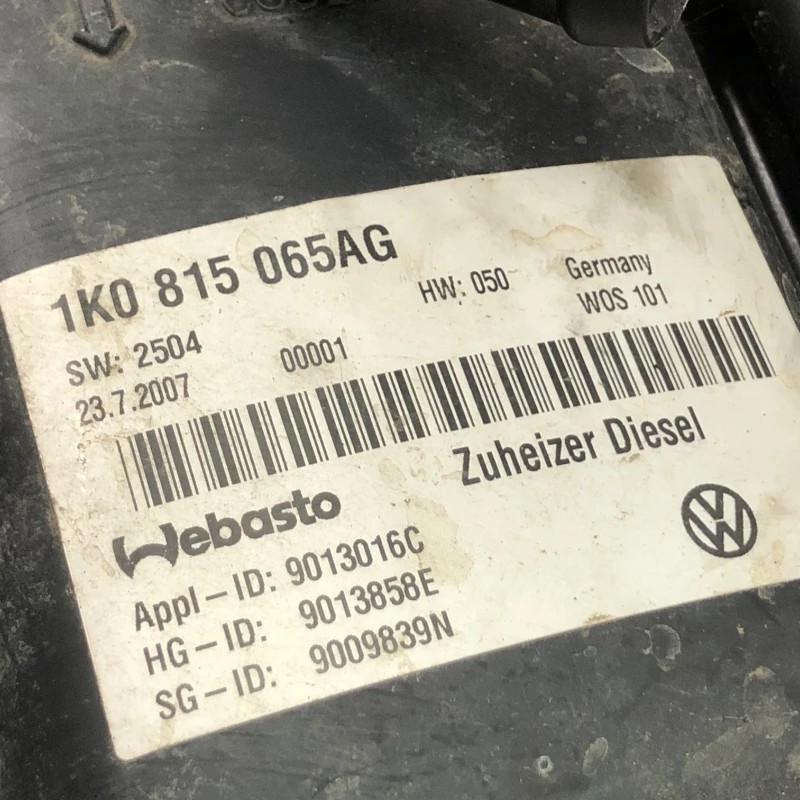 1K0 815 065AG
HW: 050
Germany
WOS 101
SW: 2504
23.7.2007
00001
Zuheizer Diesel
Webasto
Appl-ID: 9013016C
HG-ID: 9013858E
SG-ID: 9009839N